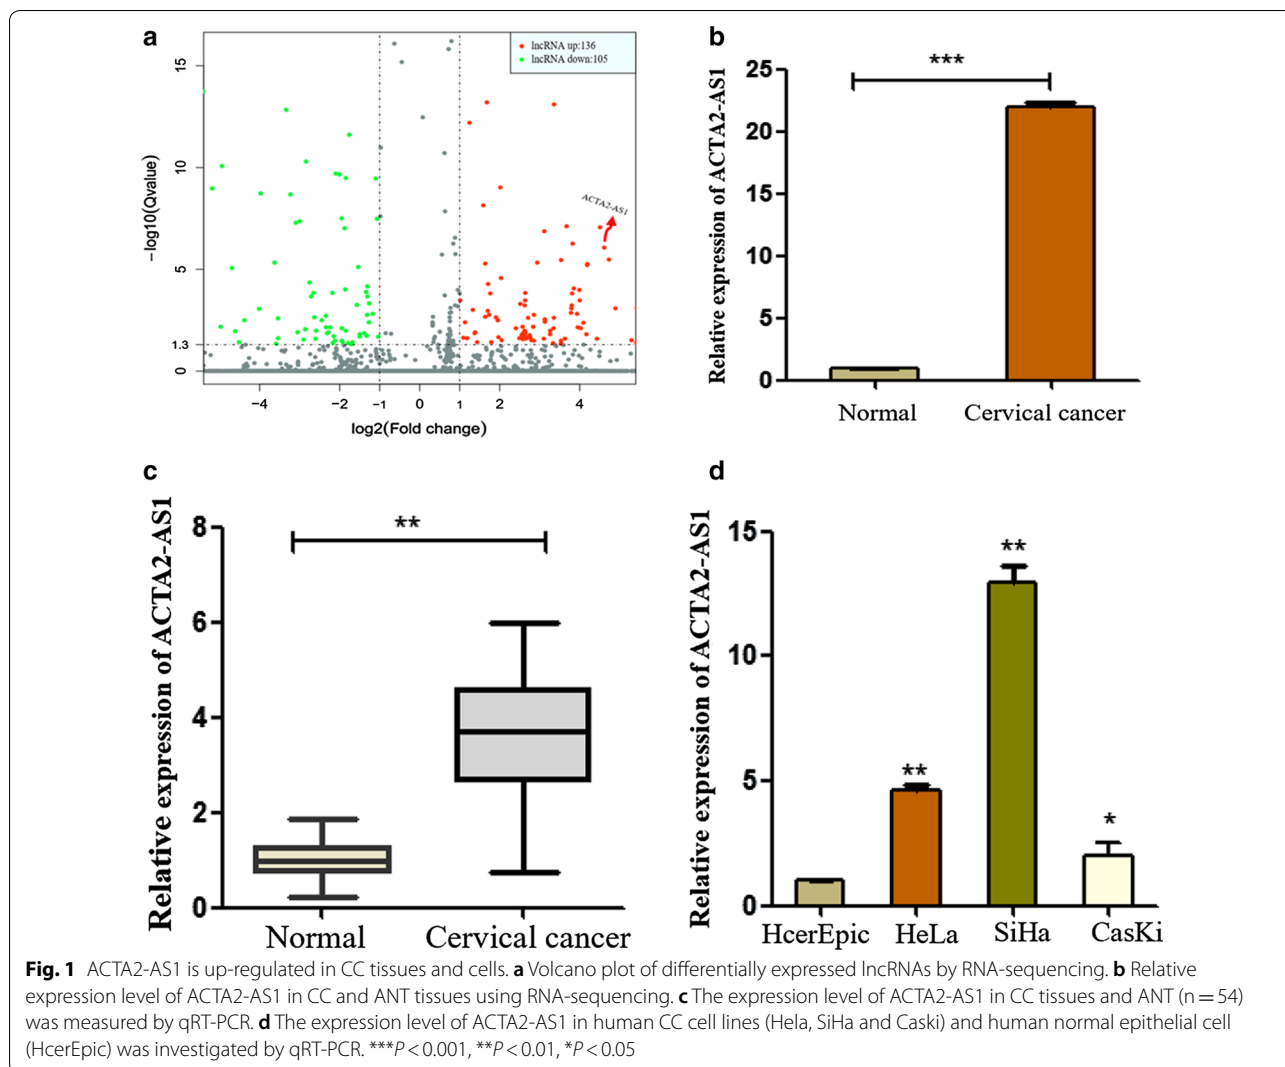 a
lncRNA up:136
lncRNA down:105
ACTA2-AS1
−log10(Qvalue)
15
10
5
1.3
0
−4
−2
−1
0
1
2
4
log2(Fold change)
b
***
Relative expression of ACTA2-AS1
25
20
15
10
5
0
Normal
Cervical cancer
c
**
Relative expression of ACTA2-AS1
8
6
4
2
0
Normal
Cervical cancer
d
Relative expression of ACTA2-AS1
15
10
5
0
**
**
*
HcerEpic
HeLa
SiHa
CasKi
Fig. 1 ACTA2-AS1 is up-regulated in CC tissues and cells. a Volcano plot of differentially expressed lncRNAs by RNA-sequencing. b Relative
expression level of ACTA2-AS1 in CC and ANT tissues using RNA-sequencing. c The expression level of ACTA2-AS1 in CC tissues and ANT (n = 54)
was measured by qRT-PCR. d The expression level of ACTA2-AS1 in human CC cell lines (Hela, SiHa and Caski) and human normal epithelial cell
(HcerEpic) was investigated by qRT-PCR. ***P < 0.001, **P < 0.01, *P < 0.05